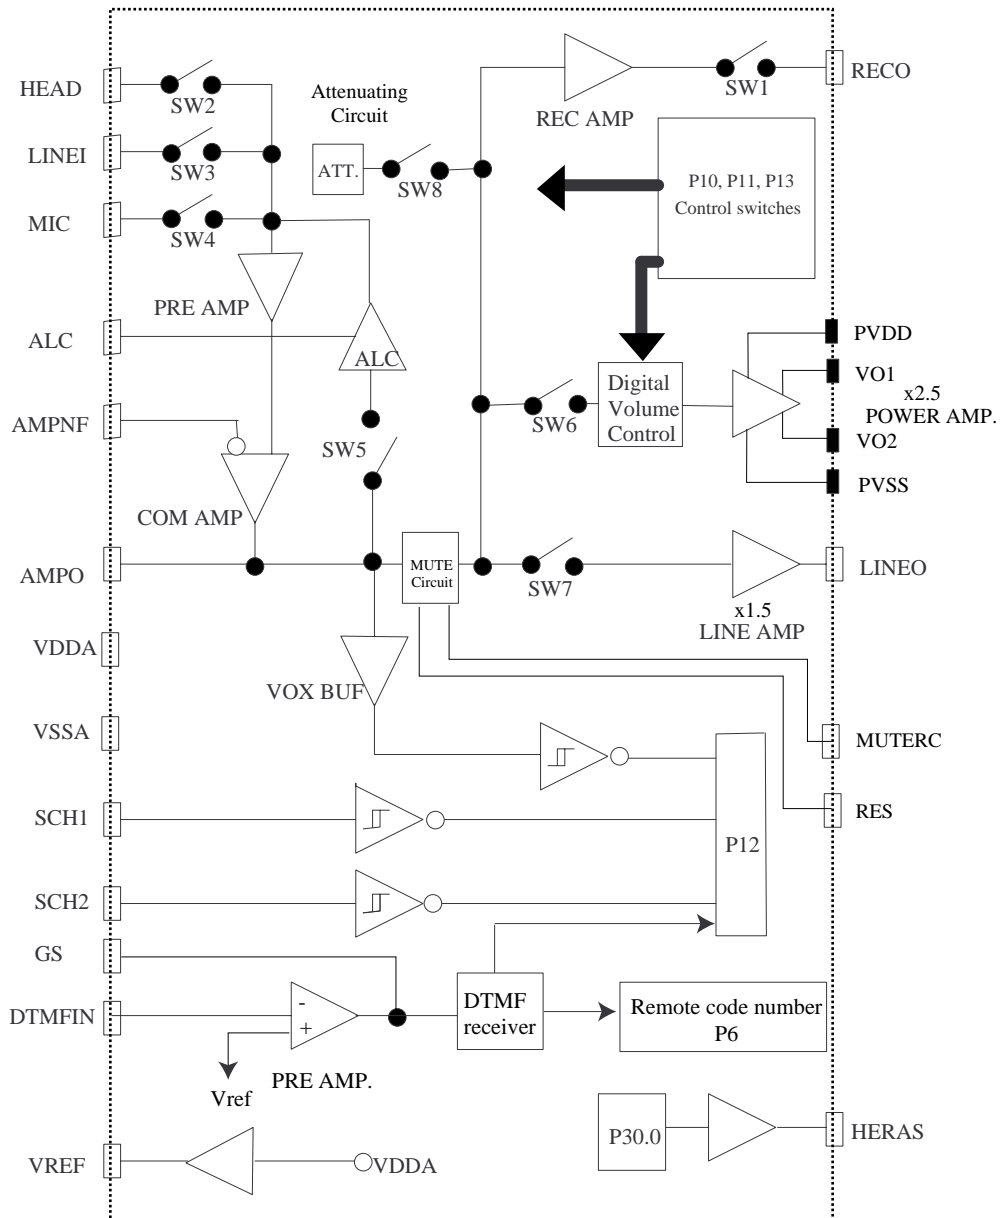 HEAD
SW2
Attenuating
Circuit
REC AMP
SW1
RECO
LINEI
SW3
ATT.
SW8
P10, P11, P13
Control switches
MIC
SW4
PRE AMP
ALC
ALC
PVDD
VO1
x2.5
POWER AMP.
VO2
PVSS
Digital
Volume
Control
SW6
AMPNF
SW5
COM AMP
AMPO
MUTE
Circuit
SW7
x1.5
LINE AMP
LINEO
VDDA
VOX BUF
VSSA
MUTERC
SCH1
P12
RES
SCH2
GS
DTMFIN
-
+
Vref
PRE AMP.
DTMF
receiver
Remote code number
P6
P30.0
HERAS
VREF
VDDA